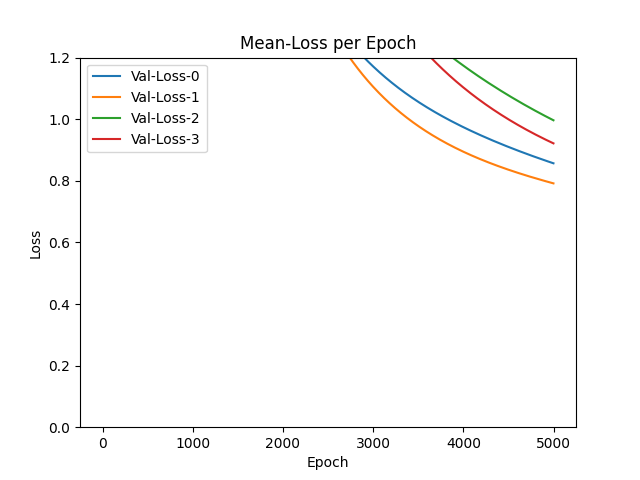 Mean-Loss per Epoch
Val-Loss-0
Val-Loss-1
Val-Loss-2
Val-Loss-3
1.2
1.0
0.8
0.6
0.4
0.2
0.0
Loss
0 1000 2000 3000 4000 5000
Epoch